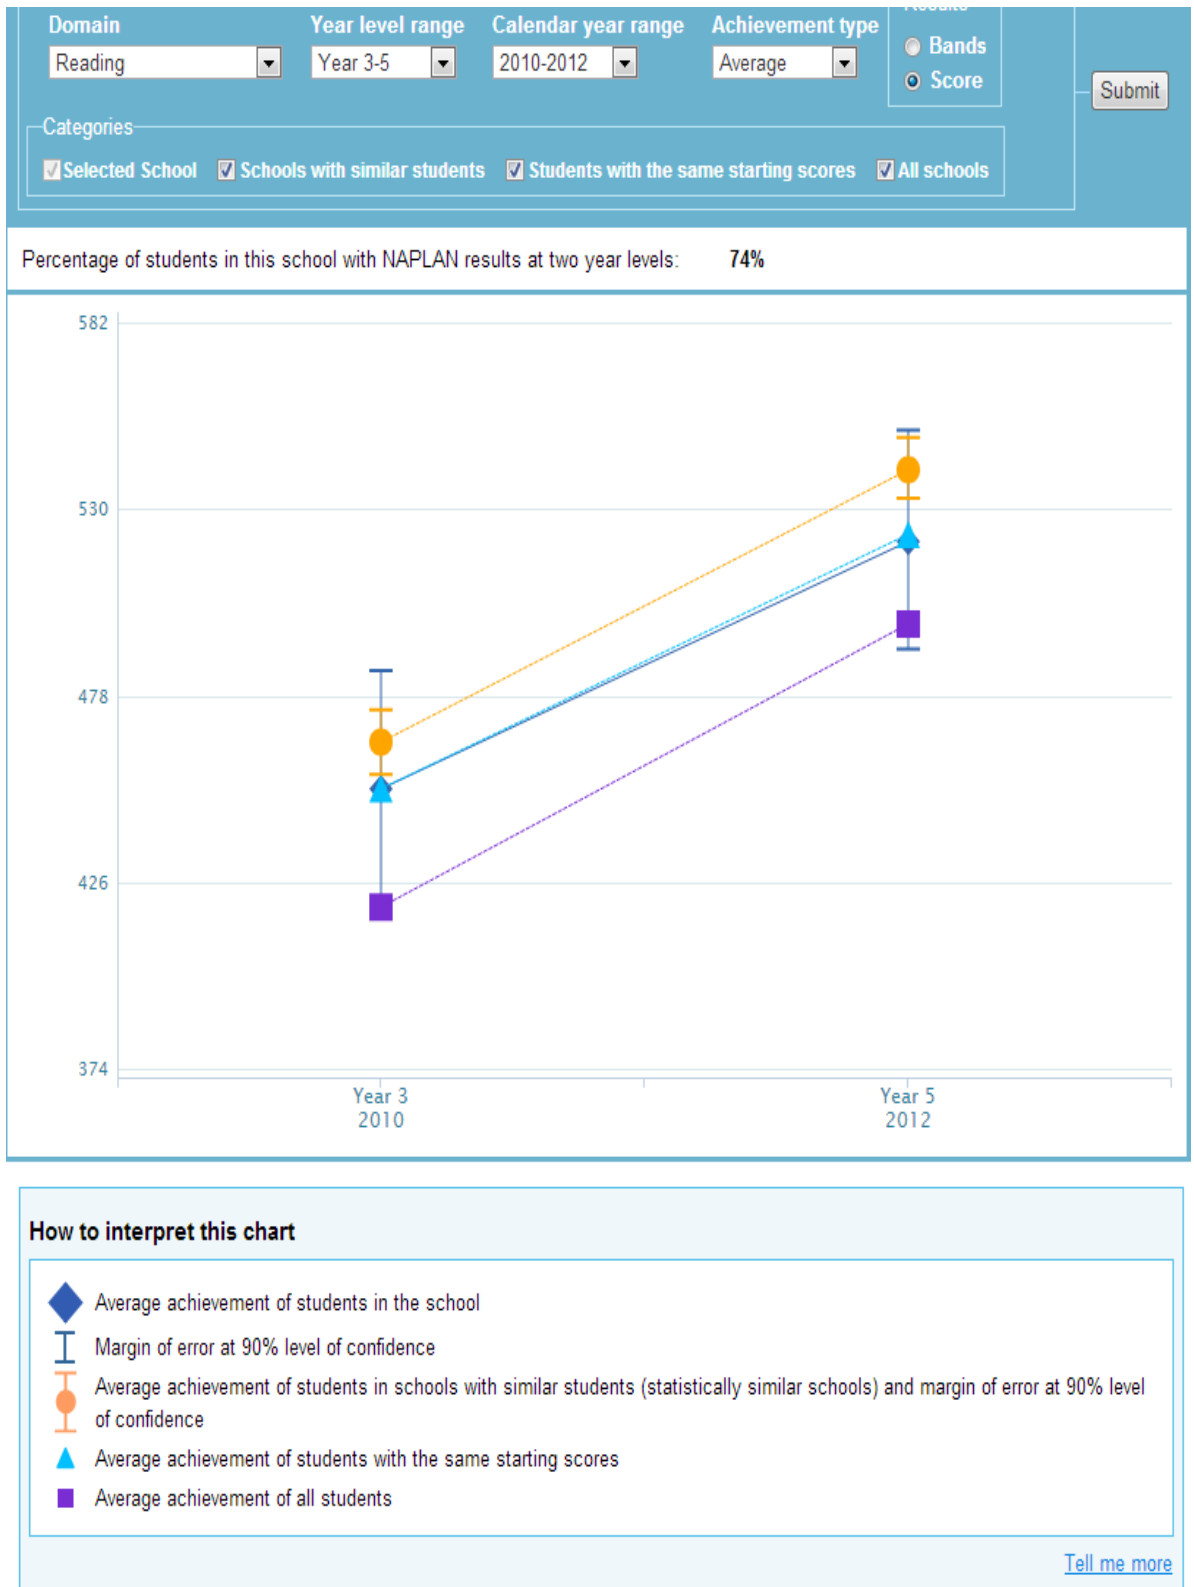 Results
Domain Year level range Calendar year range Achievement type
Bands
Reading Year 3-5 2010-2012 Average
Score
Submit
Categories
Selected School Schools with similar students Students with the same starting scores All schools
Percentage of students in this school with NAPLAN results at two year levels: 74%
582
530
478
426
374
Year 3 Year 5
2010 2012
How to interpret this chart
Average achievement of students in the school
Margin of error at 90% level of confidence
Average achievement of students in schools with similar students (statistically similar schools) and margin of error at 90% level
of confidence
Average achievement of students with the same starting scores
Average achievement of all students
Tell me more